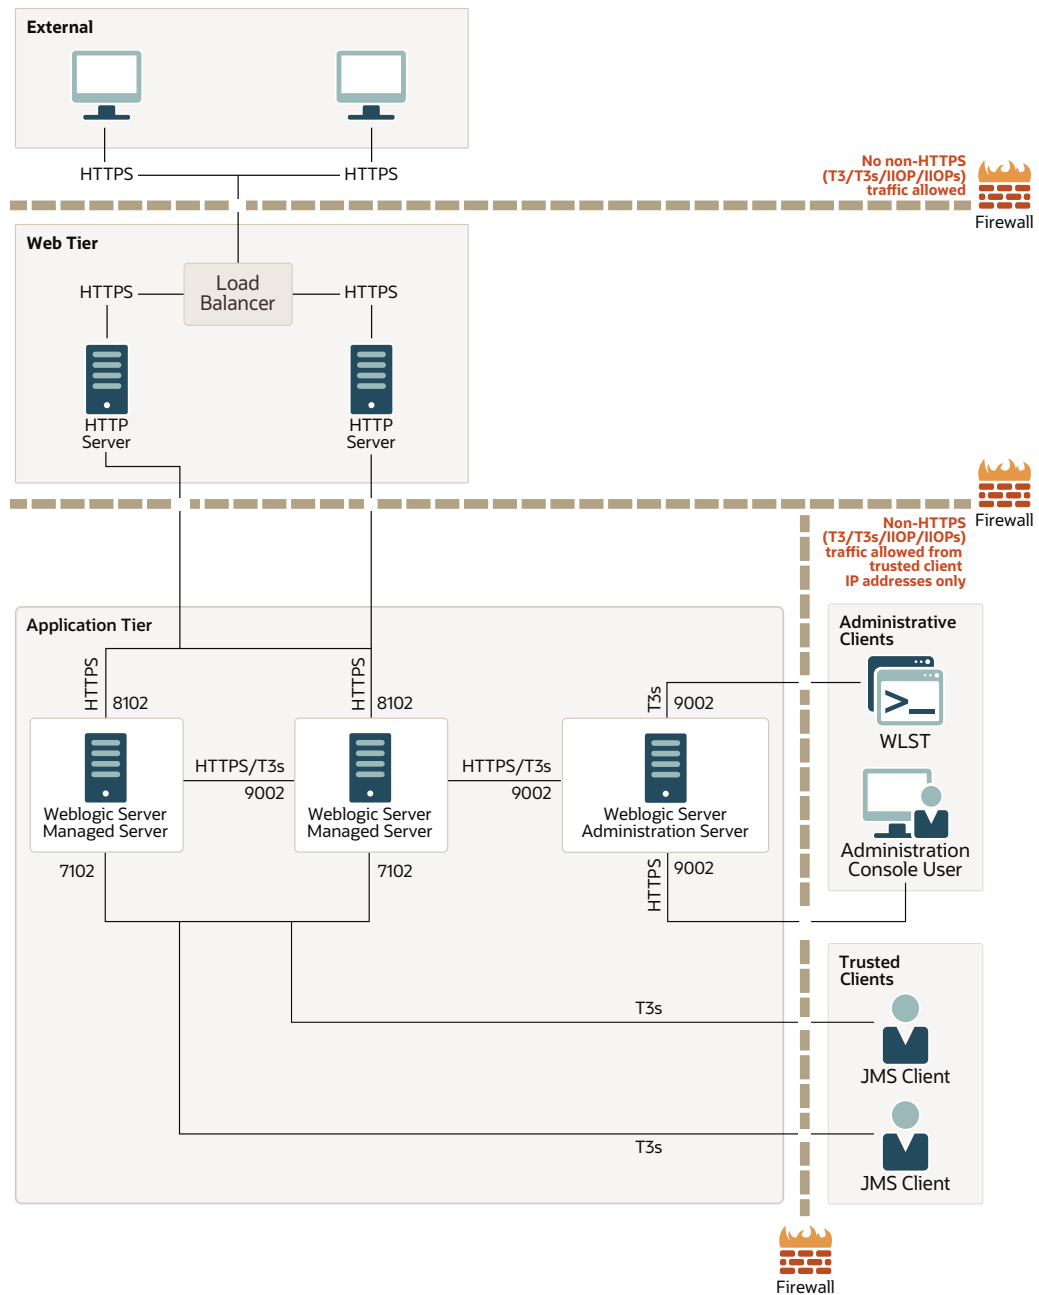 External
HTTPS
HTTPS
No non-HTTPS
(T3/T3s/IIOP/IIOPs)
traffic allowed
Firewall
Web Tier
Load
Balancer
HTTPS
HTTPS
HTTP
Server
HTTP
Server
Firewall
Non-HTTPS
(T3/T3s/IIOP/IIOPs)
traffic allowed from
trusted client
IP addresses only
Application Tier
Administrative
Clients
HTTPS
8102
HTTPS
8102
T3s
9002
>_
WLST
HTTPS/T3s
9002
HTTPS/T3s
9002
Weblogic Server
Managed Server
Weblogic Server
Managed Server
Weblogic Server
Administration Server
Administration
Console User
7102
7102
HTTPS
9002
Trusted
Clients
T3s
JMS Client
T3s
JMS Client
Firewall